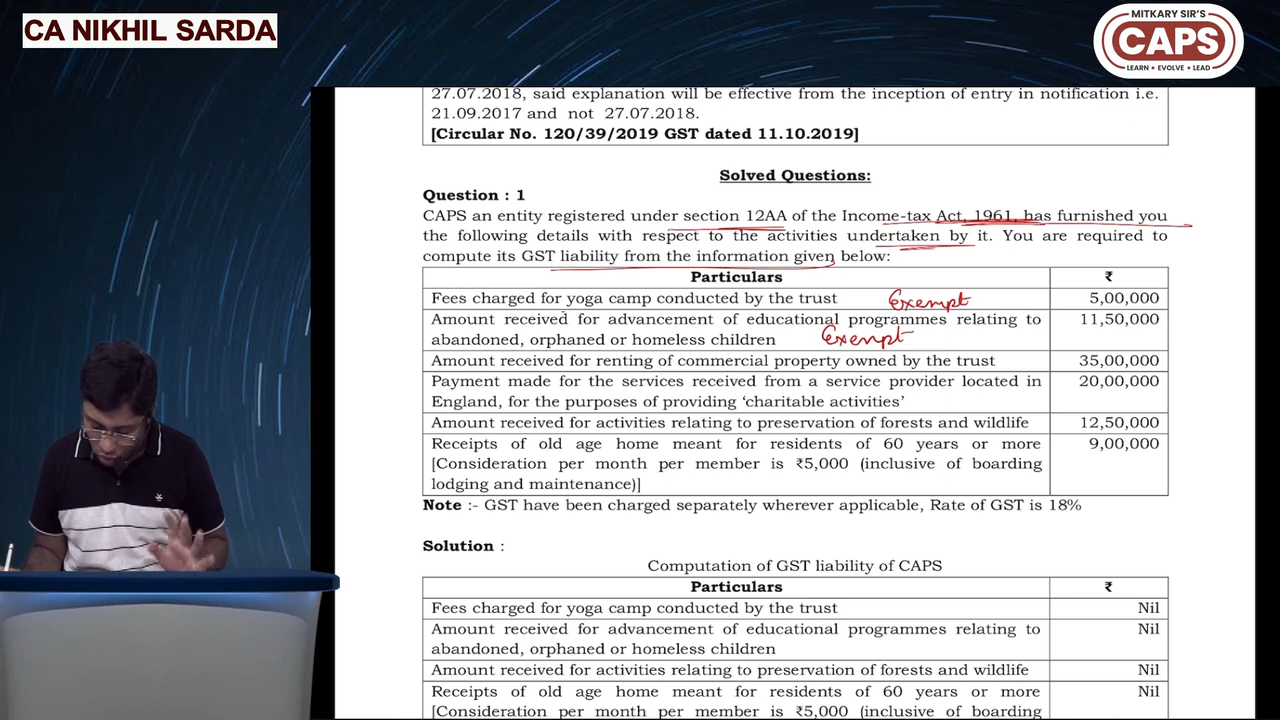 CA NIKHIL SARDA
MITKARY SIR'S
CAPS
LEARN • EVOLVE • LEAD
27.07.2018, said explanation will be effective from the inception of entry in notification i.e.
21.09.2017 and not 27.07.2018.
[Circular No. 120/39/2019 GST dated 11.10.2019]
Solved Questions:
Question : 1
CAPS an entity registered under section 12AA of the Income-tax Act, 1961, has furnished you
the following details with respect to the activities undertaken by it. You are required to
compute its GST liability from the information given below:
Particulars ₹
Fees charged for yoga camp conducted by the trust Exempt 5,00,000
Amount received for advancement of educational programmes relating to 11,50,000
abandoned, orphaned or homeless children Exempt
Amount received for renting of commercial property owned by the trust 35,00,000
Payment made for the services received from a service provider located in 20,00,000
England, for the purposes of providing ‘charitable activities’
Amount received for activities relating to preservation of forests and wildlife 12,50,000
Receipts of old age home meant for residents of 60 years or more 9,00,000
[Consideration per month per member is ₹5,000 (inclusive of boarding
lodging and maintenance)]
Note :- GST have been charged separately wherever applicable, Rate of GST is 18%
Solution :
Computation of GST liability of CAPS
Particulars ₹
Fees charged for yoga camp conducted by the trust Nil
Amount received for advancement of educational programmes relating to Nil
abandoned, orphaned or homeless children
Amount received for activities relating to preservation of forests and wildlife Nil
Receipts of old age home meant for residents of 60 years or more Nil
[Consideration per month per member is ₹5,000 (inclusive of boarding